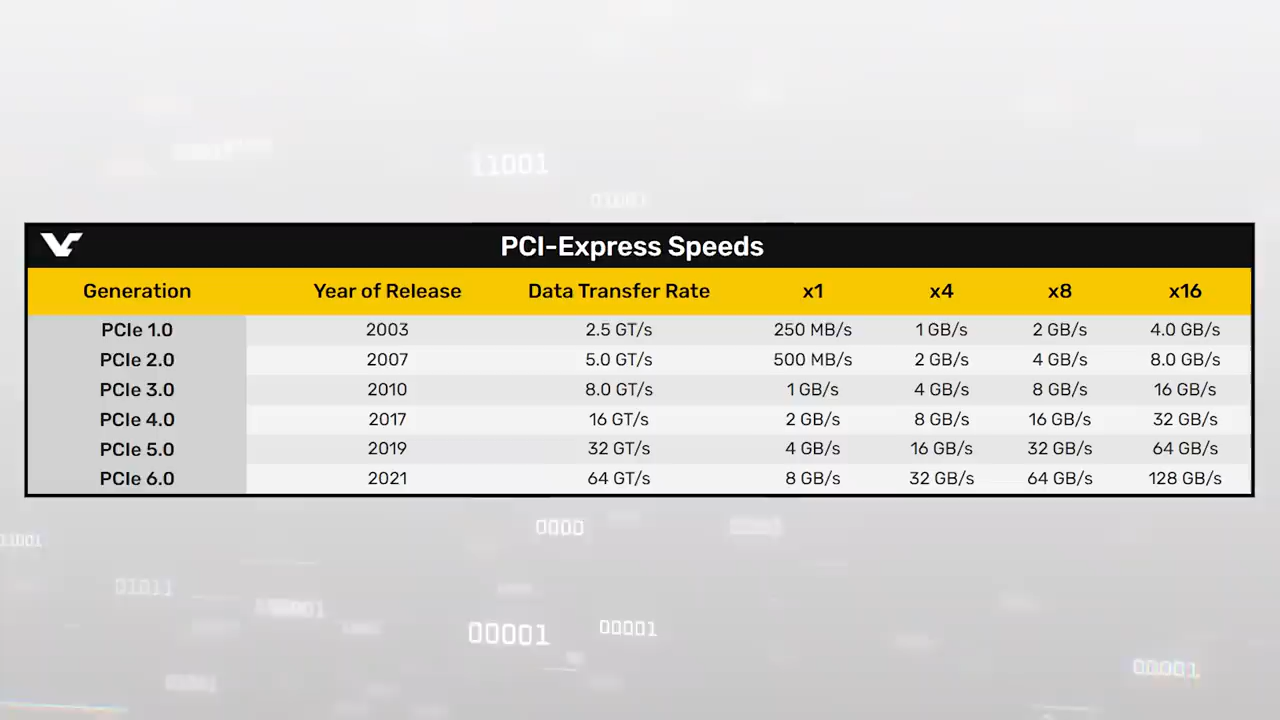 11001
01001
PCI-Express Speeds
Generation Year of Release Data Transfer Rate x1 x4 x8 x16
PCIe 1.0 2003 2.5 GT/s 250 MB/s 1 GB/s 2 GB/s 4.0 GB/s
PCIe 2.0 2007 5.0 GT/s 500 MB/s 2 GB/s 4 GB/s 8.0 GB/s
PCIe 3.0 2010 8.0 GT/s 1 GB/s 4 GB/s 8 GB/s 16 GB/s
PCIe 4.0 2017 16 GT/s 2 GB/s 8 GB/s 16 GB/s 32 GB/s
PCIe 5.0 2019 32 GT/s 4 GB/s 16 GB/s 32 GB/s 64 GB/s
PCIe 6.0 2021 64 GT/s 8 GB/s 32 GB/s 64 GB/s 128 GB/s
0000
11001
01011
00001 00001
00001